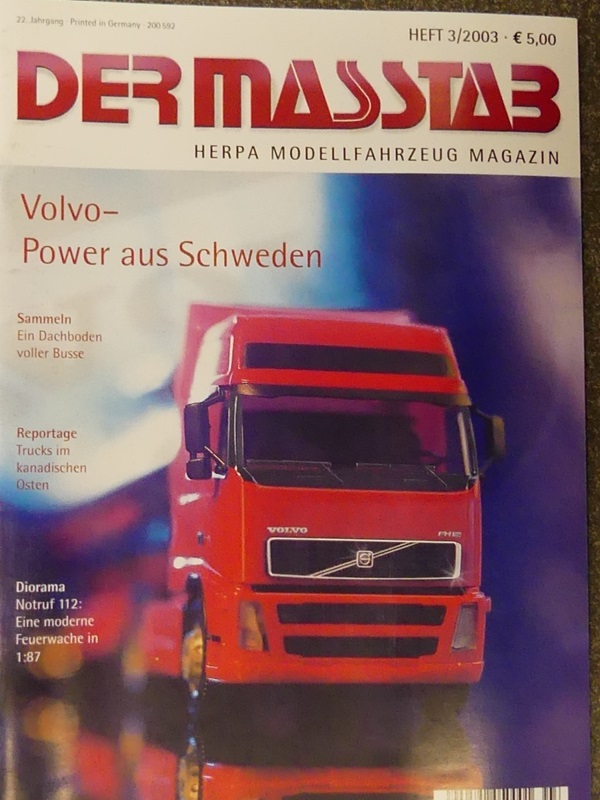 22. Jahrgang · Printed in Germany · 200 592
HEFT 3/2003 · € 5,00
DER MASSSTAB
HERPA MODELLFAHRZEUG MAGAZIN
Volvo–
Power aus Schweden
Sammeln
Ein Dachboden
voller Busse
Reportage
Trucks im
kanadischen
Osten
Diorama
Notruf 112:
Eine moderne
Feuerwache in
1:87
VOLVO
FH12